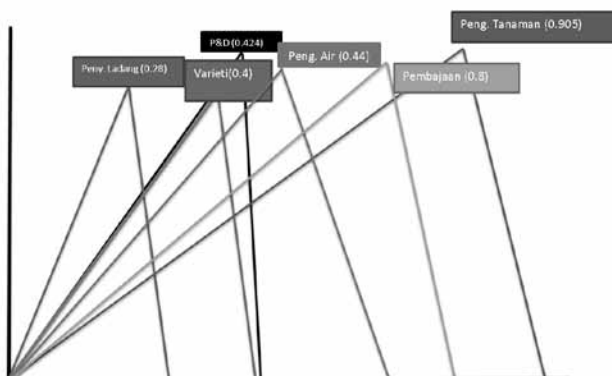 Peng. Tanaman (0.905)
P&D (0.424)
Peng. Air (0.44)
Peny. Ladang (0.28)
Varieti(0.4)
Pembajaan (0.8)